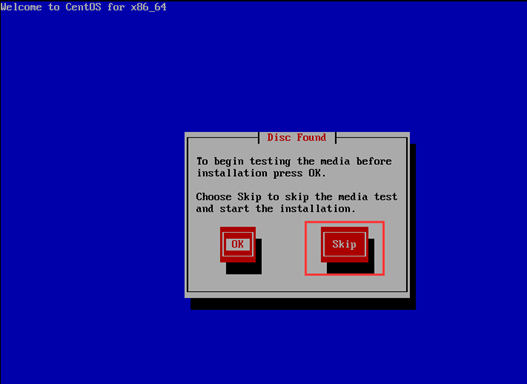 Welcome to CentOS for x86_64
Disc Found
To begin testing the media before
installation press OK.
Choose Skip to skip the media test
and start the installation.
OK Skip